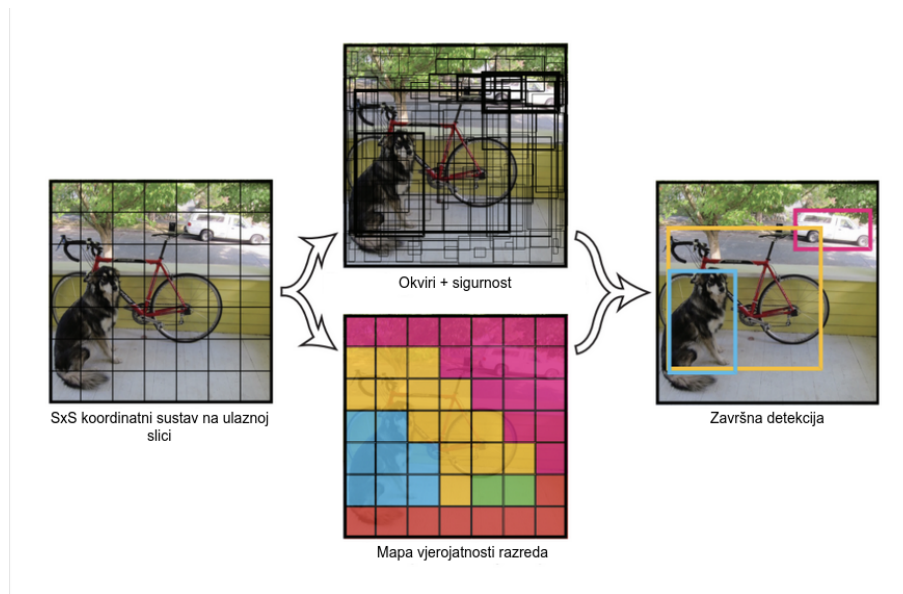 Okviri + sigurnost
SxS koordinatni sustav na ulaznoj
slici
Završna detekcija
Mapa vjerojatnosti razreda